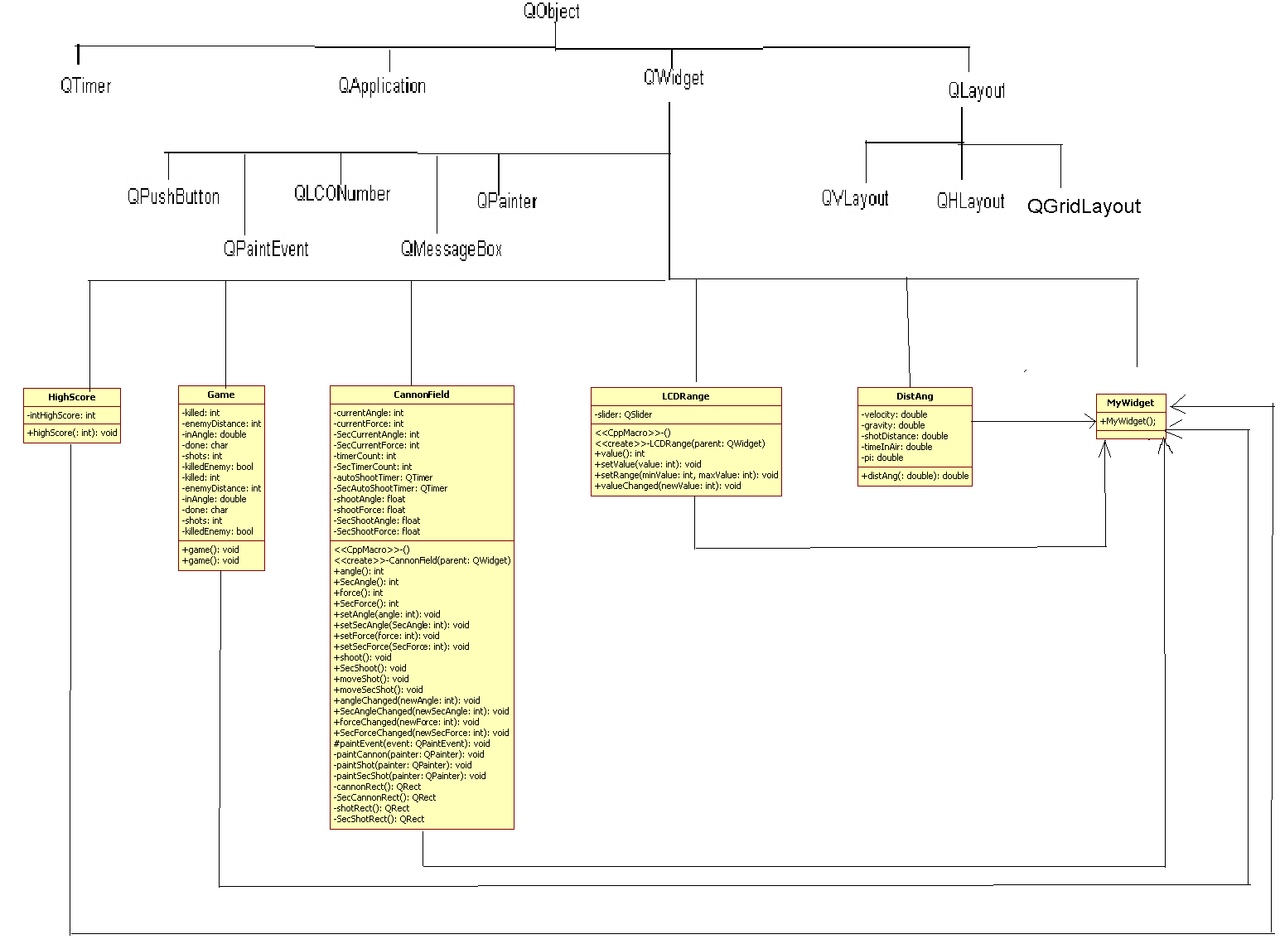 QObject
QTimer
QApplication
QWidget
QLayout
QPushButton
QLCONumber
QPainter
QVLayout
QHLayout
QGridLayout
QPaintEvent
QMessageBox
HighScore
-intHighScore: int
+highScore(: int): void
Game
-killed: int
-enemyDistance: int
-inAngle: double
-done: char
-shots: int
-killedEnemy: bool
-killed: int
-enemyDistance: int
-inAngle: double
-done: char
-shots: int
-killedEnemy: bool
+game(): void
+game(): void
CannonField
-currentAngle: int
-currentForce: int
-SecCurrentAngle: int
-SecCurrentForce: int
-timerCount: int
-SecTimerCount: int
-autoShootTimer: QTimer
-SecAutoShootTimer: QTimer
-shootAngle: float
-shootForce: float
-SecShootAngle: float
-SecShootForce: float
<<CppMacro>>-()
<<create>>-CannonField(parent: QWidget)
+angle(): int
+SecAngle(): int
+force(): int
+SecForce(): int
+setAngle(angle: int): void
+setSecAngle(SecAngle: int): void
+setForce(force: int): void
+setSecForce(SecForce: int): void
+shoot(): void
+SecShoot(): void
+moveShot(): void
+moveSecShot(): void
+angleChanged(newAngle: int): void
+SecAngleChanged(newSecAngle: int): void
+forceChanged(newForce: int): void
+SecForceChanged(newSecForce: int): void
#paintEvent(event: QPaintEvent): void
-paintCannon(painter: QPainter): void
-paintShot(painter: QPainter): void
-paintSecShot(painter: QPainter): void
-cannonRect(): QRect
-SecCannonRect(): QRect
-shotRect(): QRect
-SecShotRect(): QRect
LCDRange
-slider: QSlider
<<CppMacro>>-()
<<create>>-LCDRange(parent: QWidget)
+value(): int
+setValue(value: int): void
+setRange(minValue: int, maxValue: int): void
+valueChanged(newValue: int): void
DistAng
-velocity: double
-gravity: double
-shotDistance: double
-timeInAir: double
-pi: double
+distAng(: double): double
MyWidget
+MyWidget();